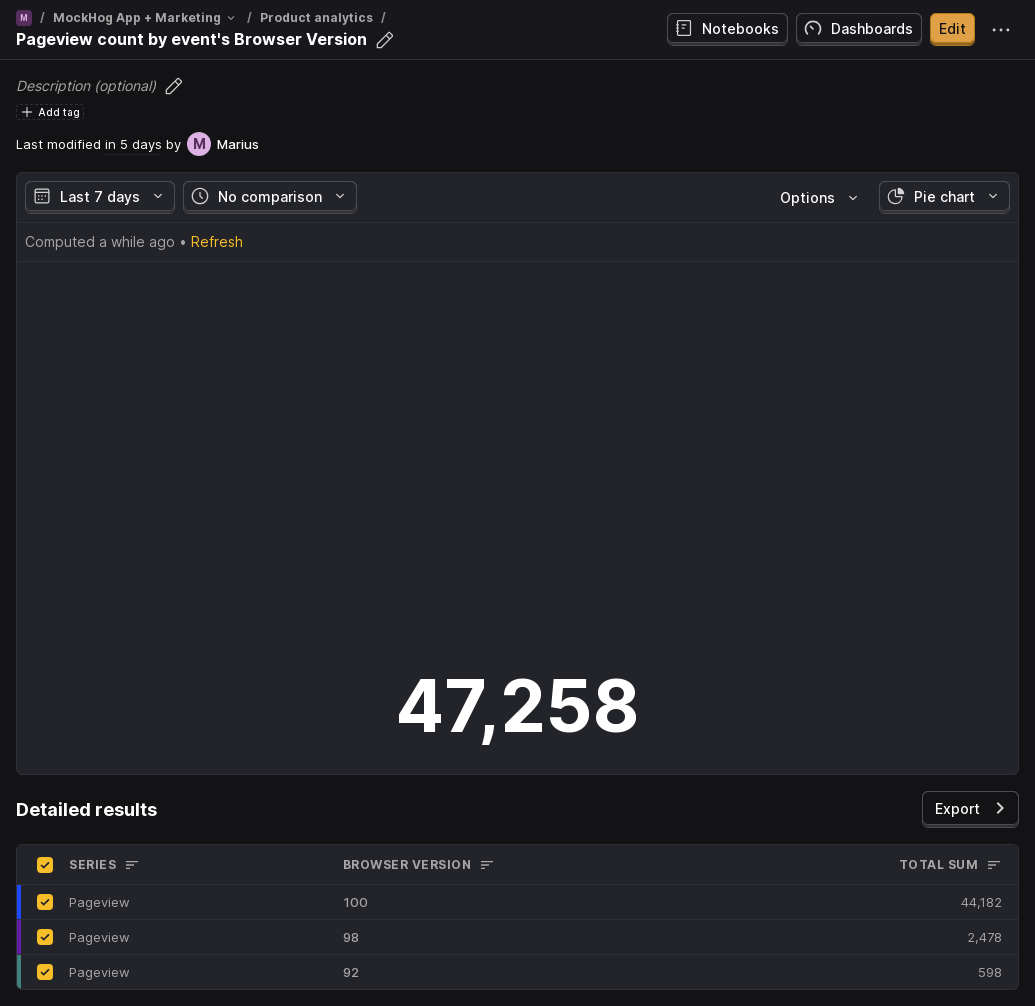 M / MockHog App + Marketing / Product analytics /
Pageview count by event's Browser Version
Notebooks
Dashboards
Edit
Description (optional)
Add tag
Last modified in 5 days by M Marius
Last 7 days
No comparison
Options
Pie chart
Computed a while ago • Refresh
47,258
Detailed results
Export
SERIES BROWSER VERSION TOTAL SUM
Pageview 100 44,182
Pageview 98 2,478
Pageview 92 598